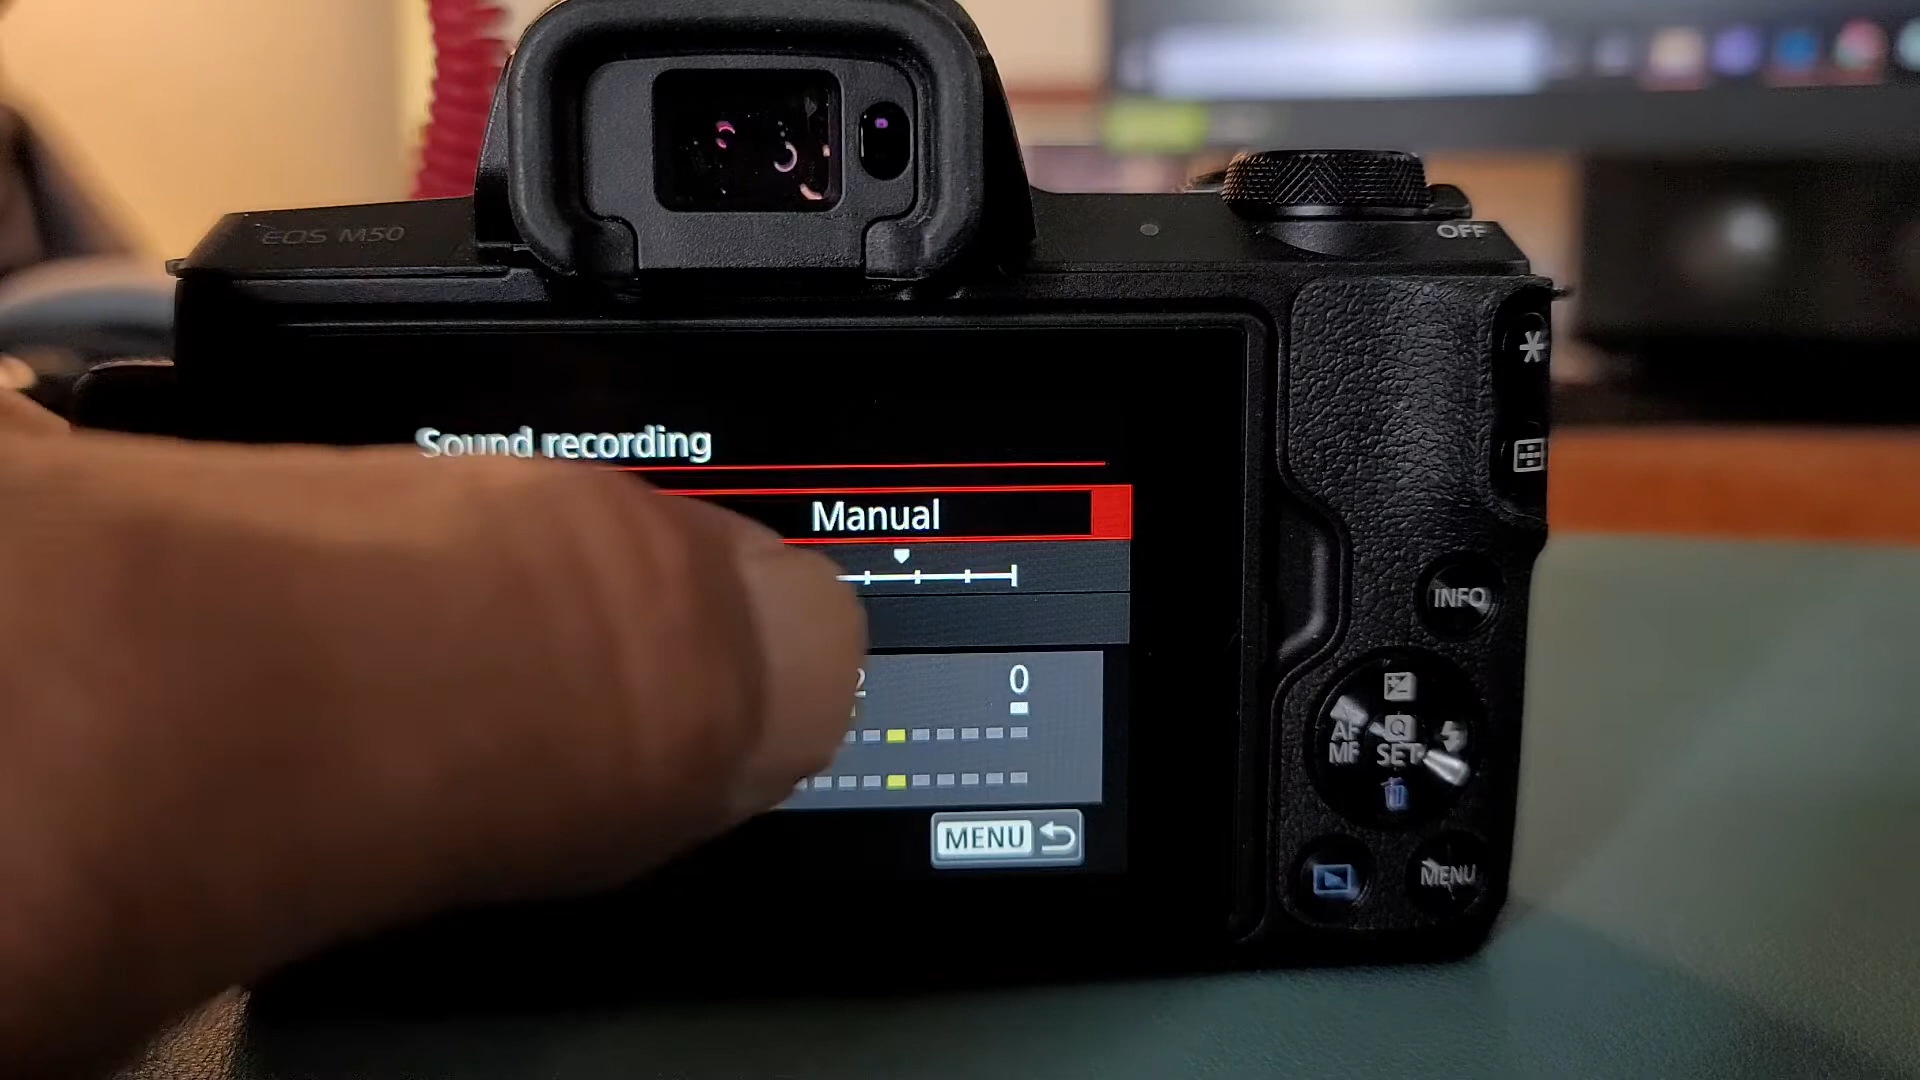 EOS M50
OFF
Sound recording
Manual
INFO
2 0
AF
MF
Q
SET
MENU
MENU